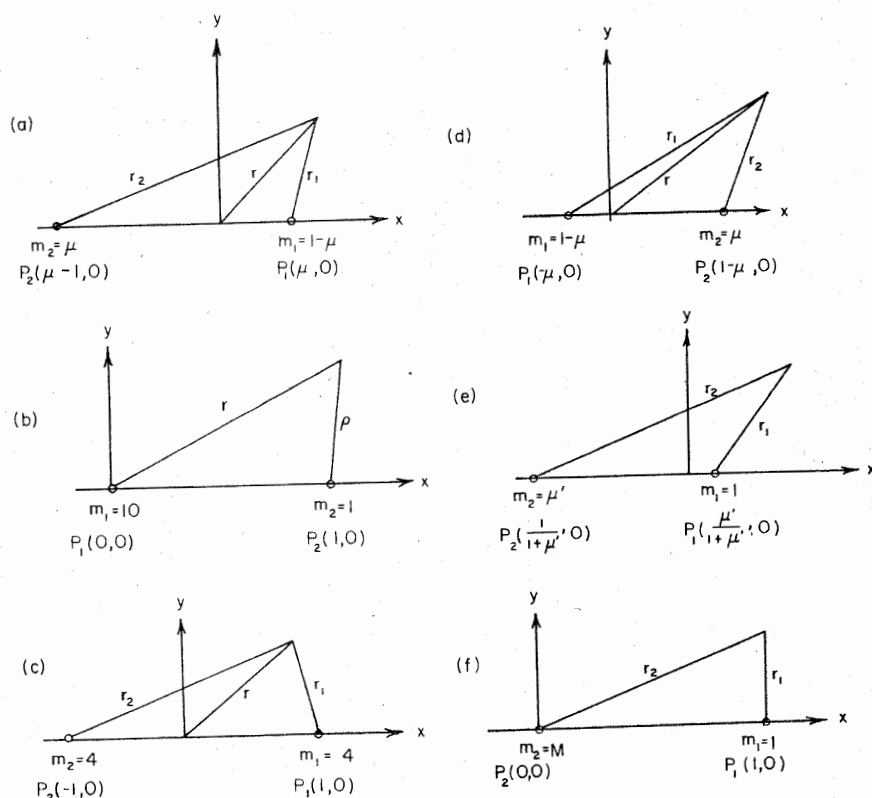 y
(a)
r₂
r
r₁
x
m₂=μ
m₁=1-μ
P₂(μ-1,0)
P₁(μ,0)
y
(d)
r₁
r
r₂
x
m₁=1-μ
m₂=μ
P₁(-μ,0)
P₂(1-μ,0)
y
(b)
r
ρ
x
m₁=10
m₂=1
P₁(0,0)
P₂(1,0)
y
(e)
r₂
r₁
x
m₂=μ'
m₁=1
P₂(1/1+μ',0)
P₁(μ'/1+μ',0)
y
(c)
r₂
r
r₁
x
m₂=4
m₁=4
P₂(-1,0)
P₁(1,0)
y
(f)
r₂
r₁
x
m₂=M
m₁=1
P₂(0,0)
P₁(1,0)